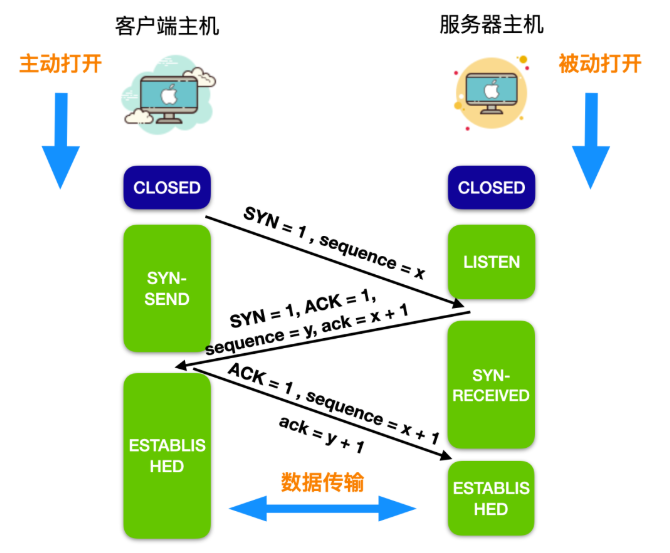 客户端主机
服务器主机
主动打开
被动打开
CLOSED
CLOSED
SYN = 1 , sequence = x
SYN-
SEND
LISTEN
SYN = 1, ACK = 1,
sequence = y, ack = x + 1
SYN-
RECEIVED
ACK = 1 , sequence = x + 1
ack = y + 1
ESTABLIS
HED
数据传输
ESTABLIS
HED